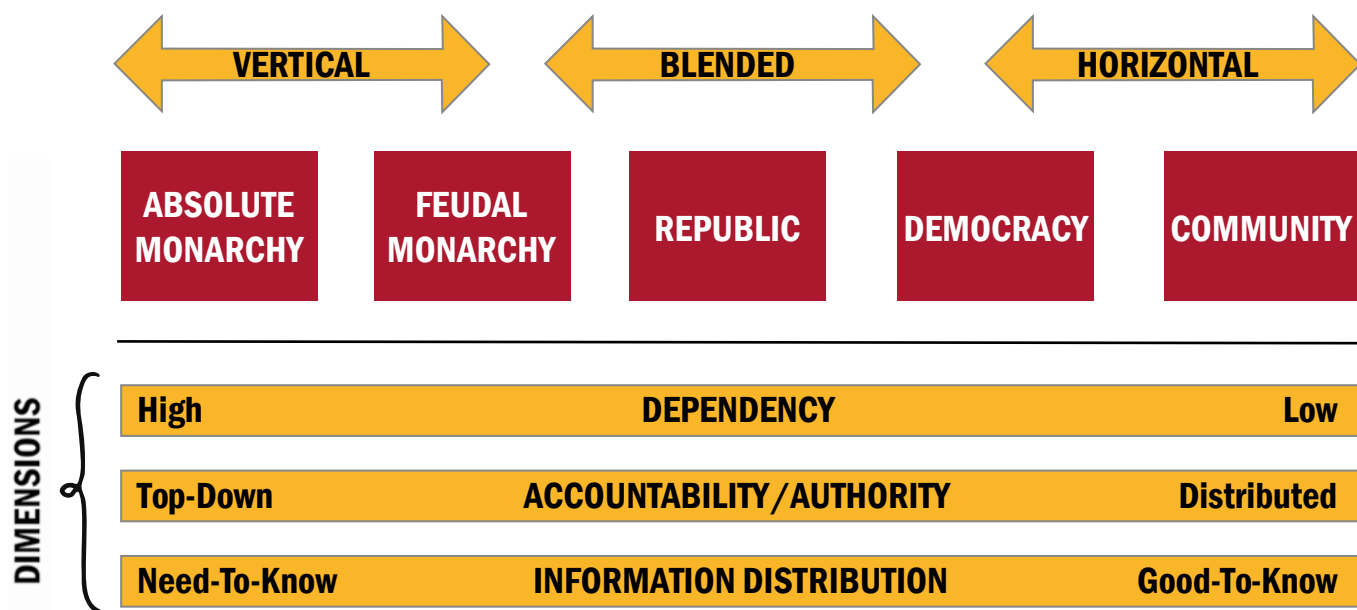 VERTICAL
BLENDED
HORIZONTAL
ABSOLUTE
MONARCHY
FEUDAL
MONARCHY
REPUBLIC
DEMOCRACY
COMMUNITY
DIMENSIONS
High DEPENDENCY Low
Top-Down ACCOUNTABILITY/AUTHORITY Distributed
Need-To-Know INFORMATION DISTRIBUTION Good-To-Know